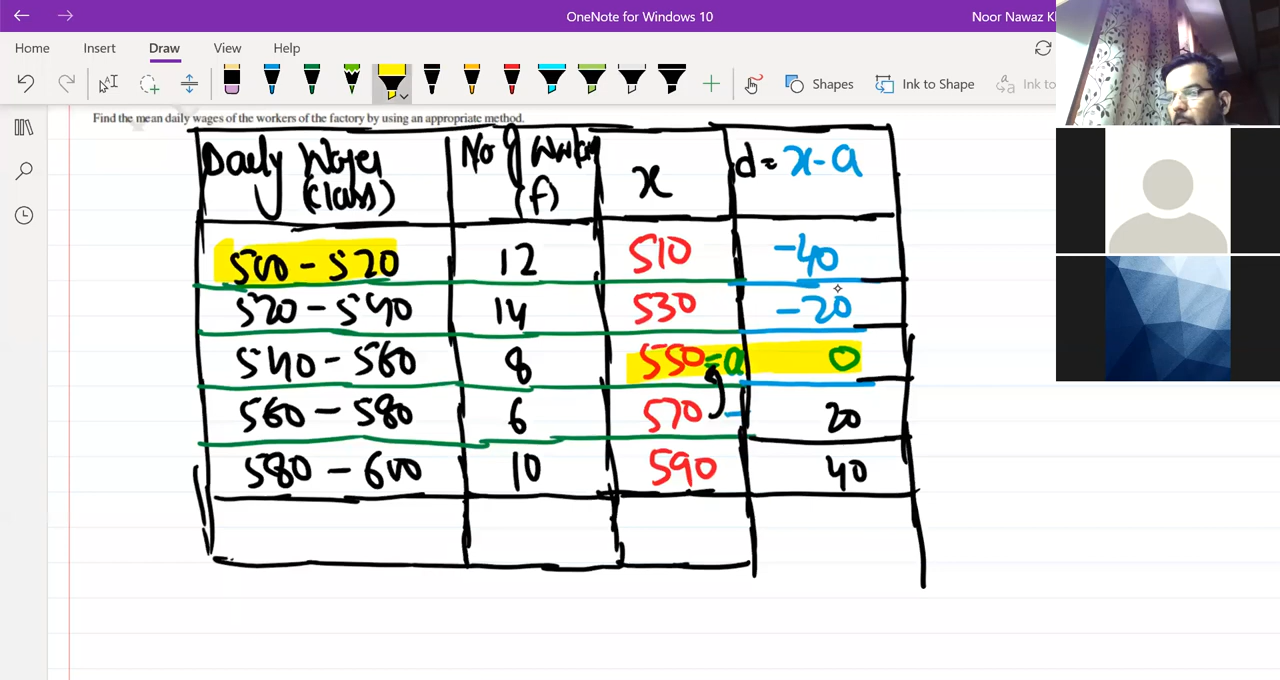 OneNote for Windows 10
Noor Nawaz Kh
Home Insert Draw View Help
Shapes Ink to Shape Ink to
Find the mean daily wages of the workers of the factory by using an appropriate method.
Daily Wages (Class) No of Workers (f) x d = x - a
500 - 520 12 510 -40
520 - 540 14 530 -20
540 - 560 8 550 = a 0
560 - 580 6 570 20
580 - 600 10 590 40